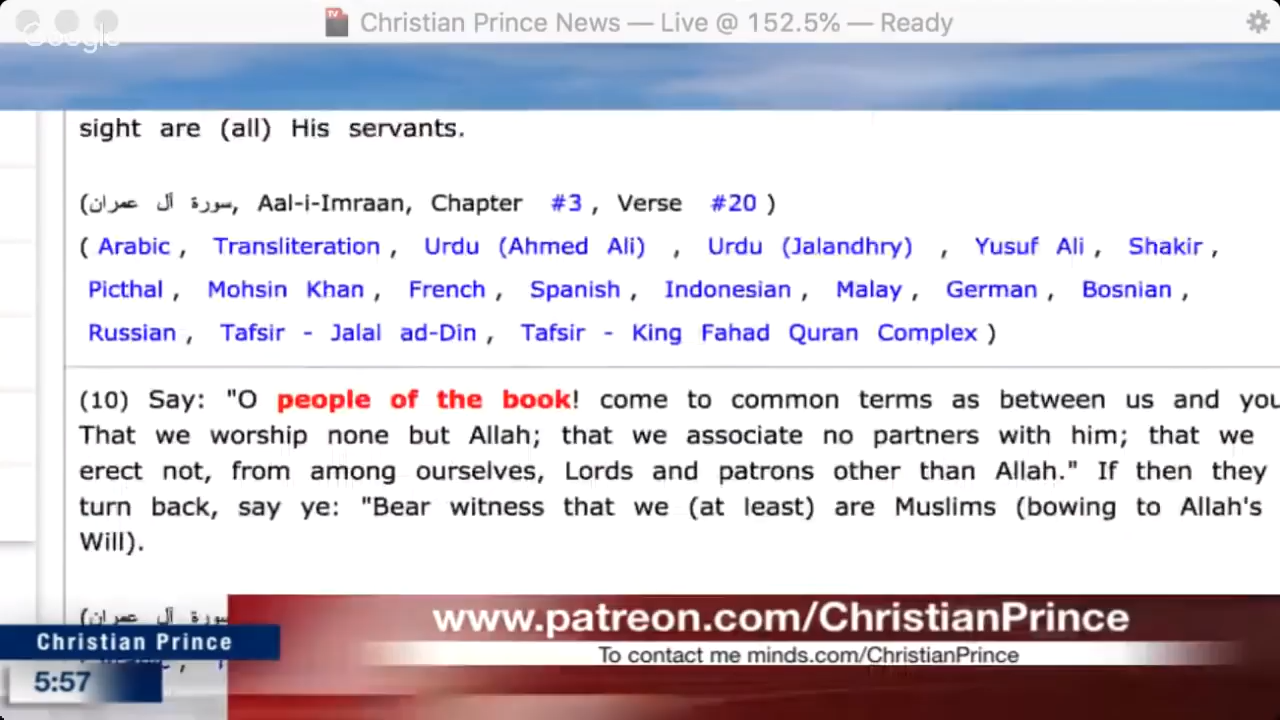 Christian Prince News — Live @ 152.5% — Ready
Google
sight are (all) His servants.
(سورة آل عمران, Aal-i-Imraan, Chapter #3 , Verse #20 )
( Arabic , Transliteration , Urdu (Ahmed Ali) , Urdu (Jalandhry) , Yusuf Ali , Shakir ,
Picthal , Mohsin Khan , French , Spanish , Indonesian , Malay , German , Bosnian ,
Russian , Tafsir - Jalal ad-Din , Tafsir - King Fahad Quran Complex )
(10) Say: "O people of the book! come to common terms as between us and you
That we worship none but Allah; that we associate no partners with him; that we
erect not, from among ourselves, Lords and patrons other than Allah." If then they
turn back, say ye: "Bear witness that we (at least) are Muslims (bowing to Allah's
Will).
(سورة آل عمران
www.patreon.com/ChristianPrince
Christian Prince
To contact me minds.com/ChristianPrince
5:57